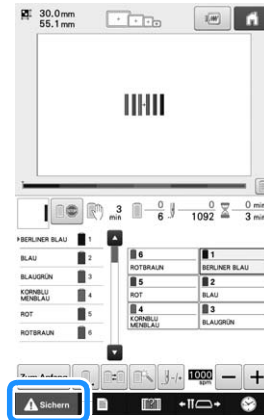 30.0mm
55.1mm
3 min
0
6
0
1092
0 min
3 min
BERLINER BLAU 1
BLAU 2
BLAUGRÜN 3
KORNBLU
MENBLAU 4
ROT 5
ROTBRAUN 6
6
ROTBRAUN
1
BERLINER BLAU
5
ROT
2
BLAU
4
KORNBLU
MENBLAU
3
BLAUGRÜN
Zum Anfang
1000
spm
Sichern